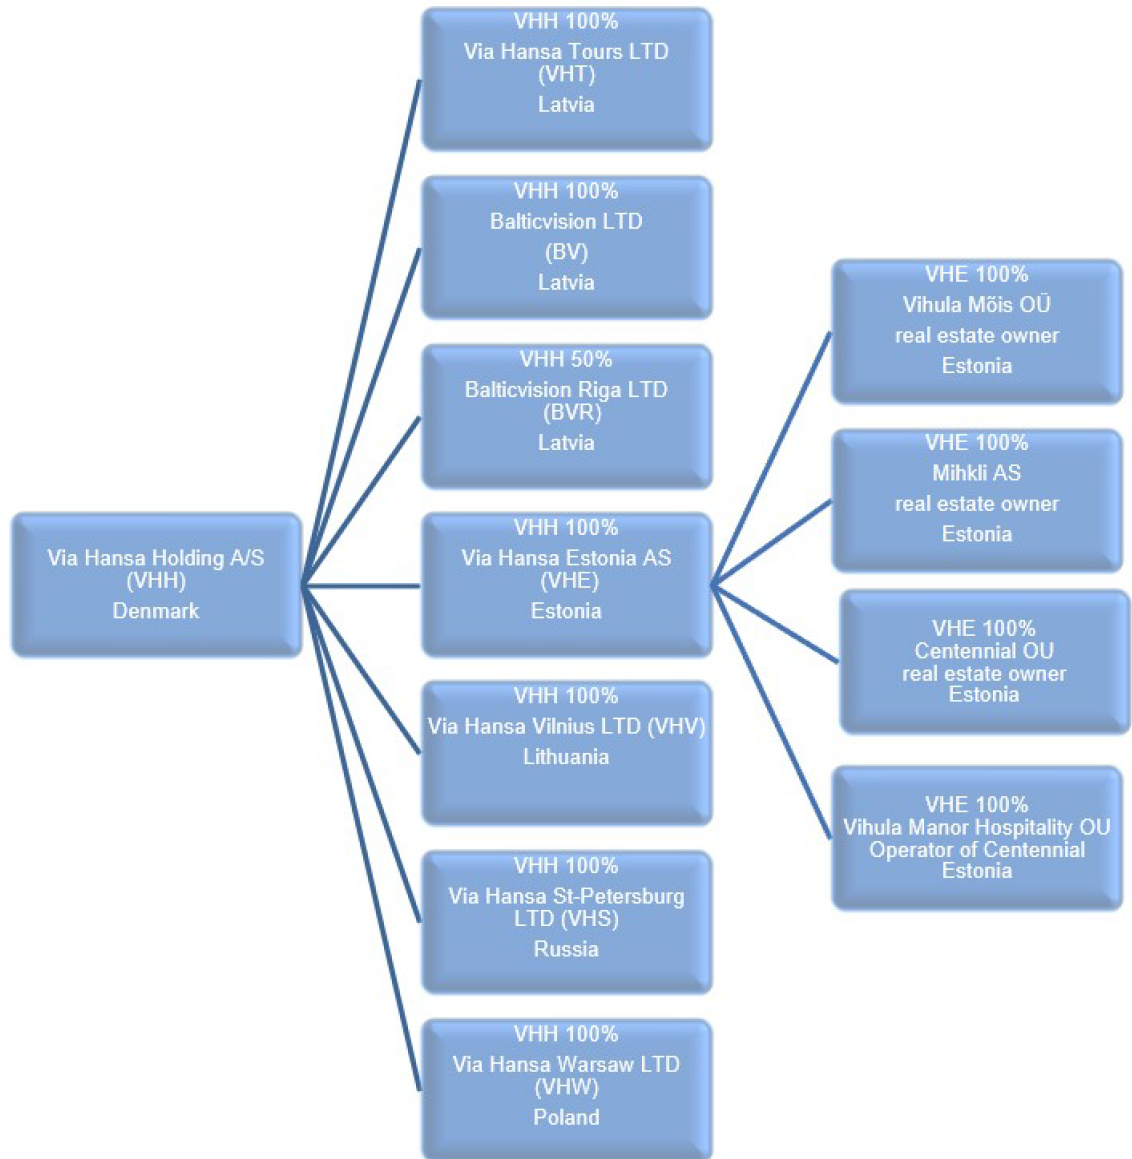 Via Hansa Holding A/S
(VHH)
Denmark
VHH 100%
Via Hansa Tours LTD
(VHT)
Latvia
VHH 100%
Balticvision LTD
(BV)
Latvia
VHH 50%
Balticvision Riga LTD
(BVR)
Latvia
VHH 100%
Via Hansa Estonia AS
(VHE)
Estonia
VHH 100%
Via Hansa Vilnius LTD (VHV)
Lithuania
VHH 100%
Via Hansa St-Petersburg
LTD (VHS)
Russia
VHH 100%
Via Hansa Warsaw LTD
(VHW)
Poland
VHE 100%
Vihula Mõis OÜ
real estate owner
Estonia
VHE 100%
Mihkli AS
real estate owner
Estonia
VHE 100%
Centennial OU
real estate owner
Estonia
VHE 100%
Vihula Manor Hospitality OU
Operator of Centennial
Estonia